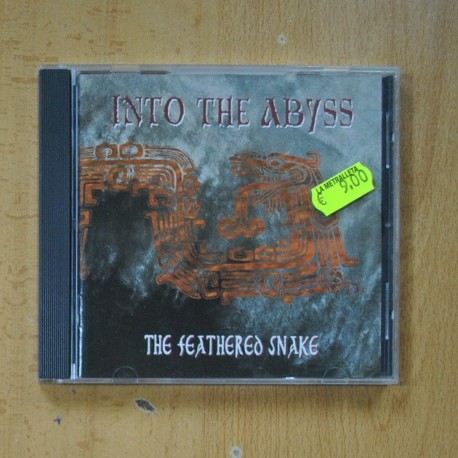 INTO THE ABYSS
LA METRALLETA
€ 9,00
THE FEATHERED SNAKE